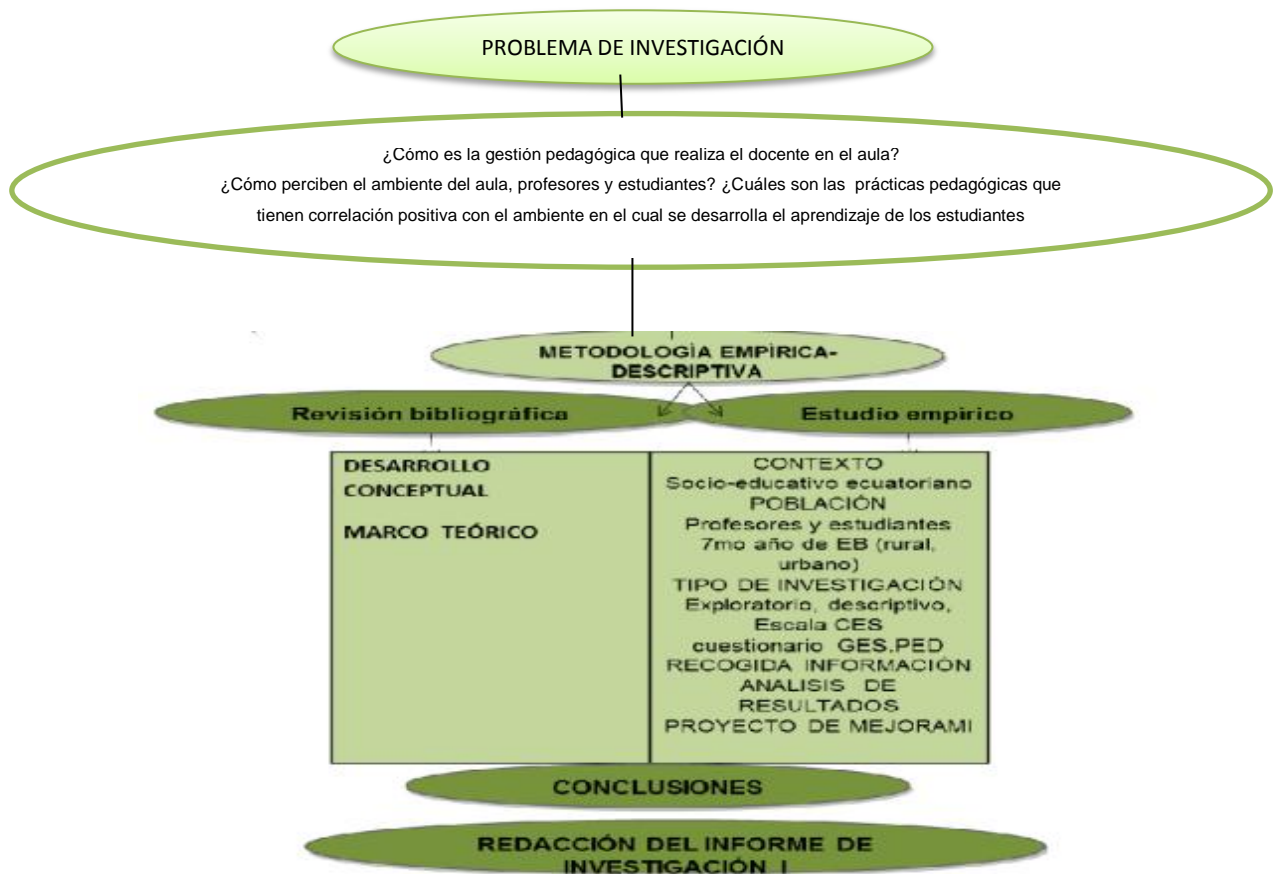 PROBLEMA DE INVESTIGACIÓN
¿Cómo es la gestión pedagógica que realiza el docente en el aula?
¿Cómo perciben el ambiente del aula, profesores y estudiantes? ¿Cuáles son las prácticas pedagógicas que
tienen correlación positiva con el ambiente en el cual se desarrolla el aprendizaje de los estudiantes
METODOLOGÌA EMPÌRICA-
DESCRIPTIVA
Revisión bibliográfica
Estudio empírico
DESARROLLO
CONCEPTUAL
MARCO TEÓRICO
CONTEXTO
Socio-educativo ecuatoriano
POBLACIÓN
Profesores y estudiantes
7mo año de EB (rural,
urbano)
TIPO DE INVESTIGACIÓN
Exploratorio, descriptivo,
Escala CES
cuestionario GES.PED
RECOGIDA INFORMACIÓN
ANALISIS DE
RESULTADOS
PROYECTO DE MEJORAMI
CONCLUSIONES
REDACCIÓN DEL INFORME DE
INVESTIGACIÓN I